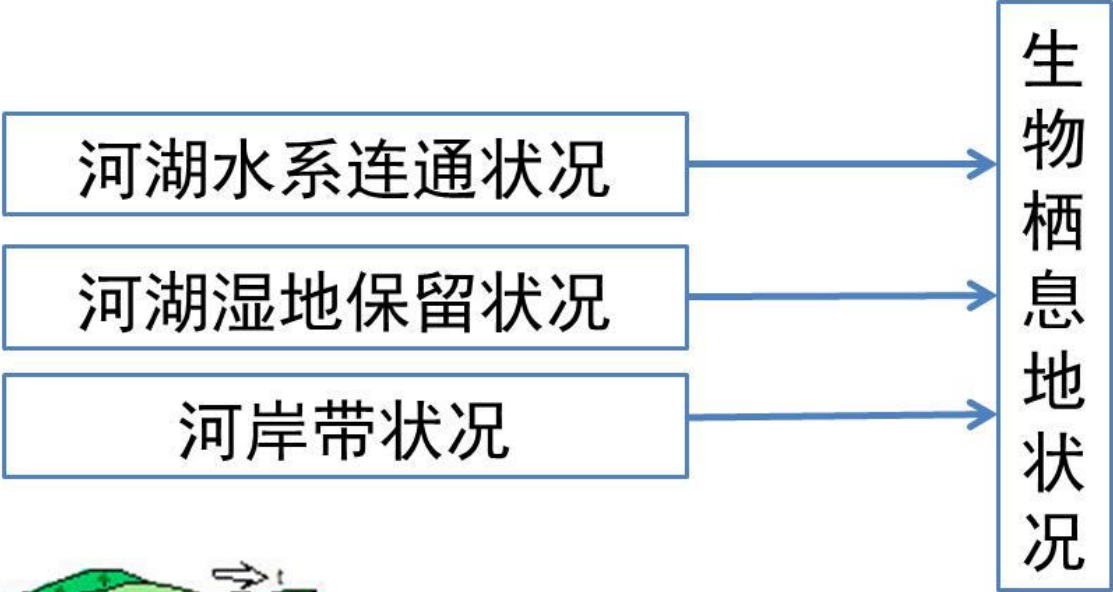 河湖水系连通状况
河湖湿地保留状况
河岸带状况
生物栖息地状况
t